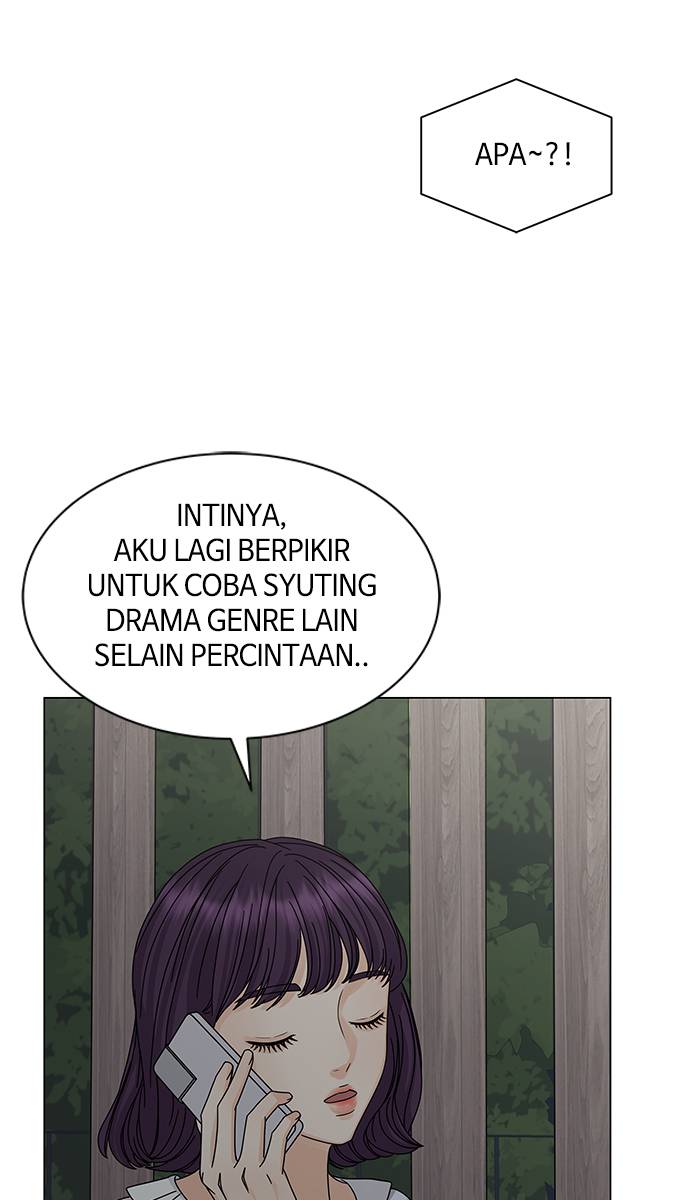 APA~?!
INTINYA,
AKU LAGI BERPIKIR
UNTUK COBA SYUTING
DRAMA GENRE LAIN
SELAIN PERCINTAAN..